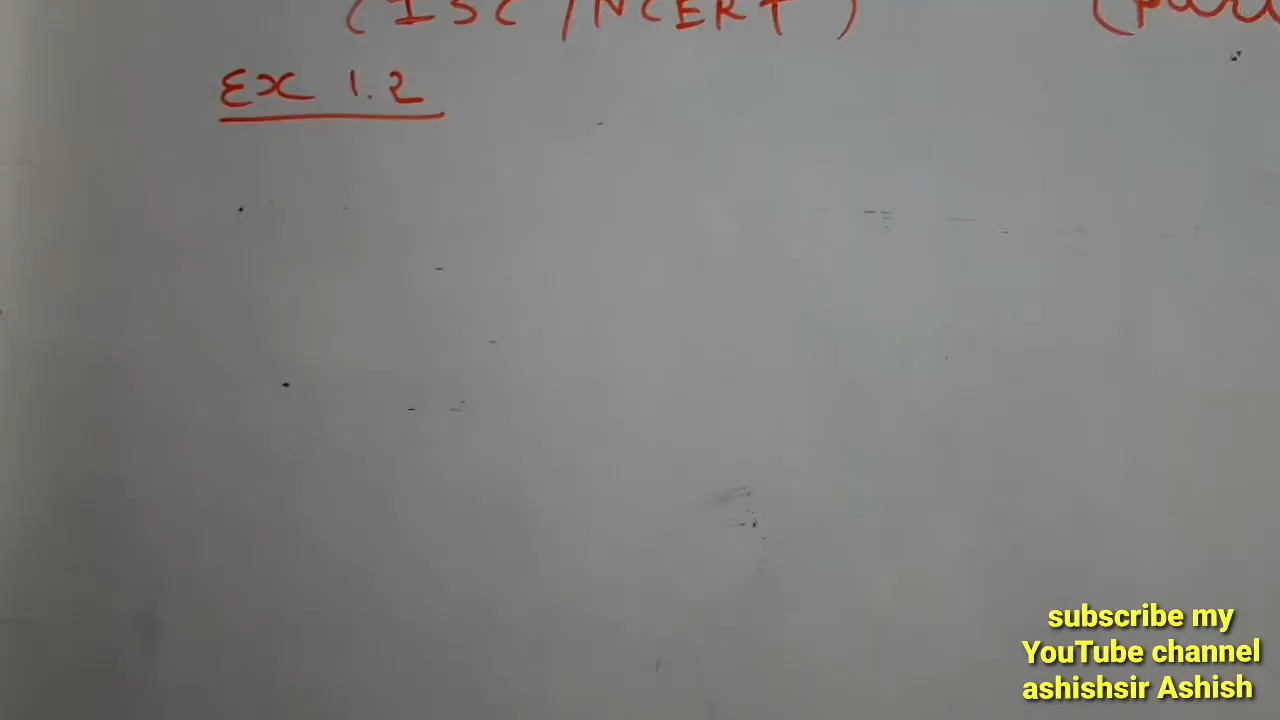 (ISC/NCERT)
Ex 1.2
subscribe my
YouTube channel
ashishsir Ashish